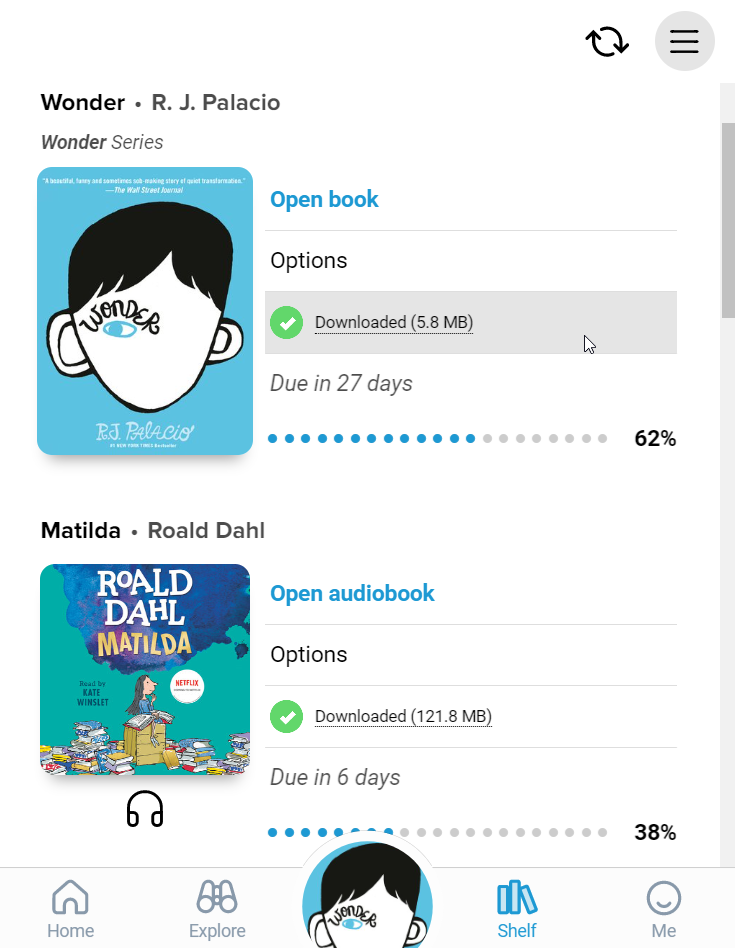 Wonder • R. J. Palacio
Wonder Series
"A beautiful, funny and sometimes sob-making story of quiet transformation."
—The Wall Street Journal
WONDER
R.J. PALACIO
#1 NEW YORK TIMES Bestseller
Open book
Options
Downloaded (5.8 MB)
Due in 27 days
62%
Matilda • Roald Dahl
ROALD
DAHL
MATILDA
Read by
KATE
WINSLET
NETFLIX
Open audiobook
Options
Downloaded (121.8 MB)
Due in 6 days
38%
WONDER
Home
Explore
Shelf
Me